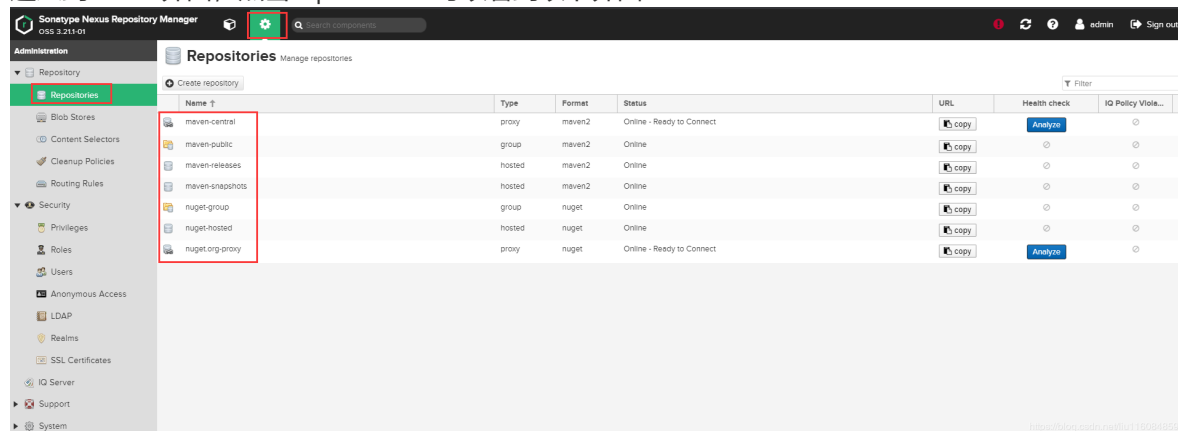 Sonatype Nexus Repository Manager
OSS 3.21.1-01
Search components
admin
Sign out
Administration
Repository
Repositories
Blob Stores
Content Selectors
Cleanup Policies
Routing Rules
Security
Privileges
Roles
Users
Anonymous Access
LDAP
Realms
SSL Certificates
IQ Server
Support
System
Repositories Manage repositories
Create repository
Filter
Name ↑ Type Format Status URL Health check IQ Policy Viola...
maven-central proxy maven2 Online - Ready to Connect copy Analyze
maven-public group maven2 Online copy
maven-releases hosted maven2 Online copy
maven-snapshots hosted maven2 Online copy
nuget-group group nuget Online copy
nuget-hosted hosted nuget Online copy
nuget.org-proxy proxy nuget Online - Ready to Connect copy Analyze